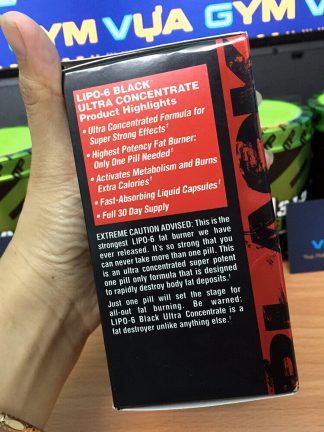 GYM VỰA GYM VỰA
LIPO-6 BLACK
ULTRA CONCENTRATE
Product Highlights
• Ultra Concentrated Formula for
Super Strong Effects†
• Highest Potency Fat Burner:
Only One Pill Needed†
• Activates Metabolism and Burns
Extra Calories†
• Fast-Absorbing Liquid Capsules†
• Full 30 Day Supply
EXTREME CAUTION ADVISED: This is the
strongest LIPO-6 fat burner we have
ever released. It's so strong that you
can never take more than one pill. This
is an ultra concentrated super potent
one pill only formula that is designed
to rapidly destroy body fat deposits.†
Just one pill will set the stage for
all-out fat burning. Be warned:
LIPO-6 Black Ultra Concentrate is a
fat destroyer unlike anything else.†
BLACK